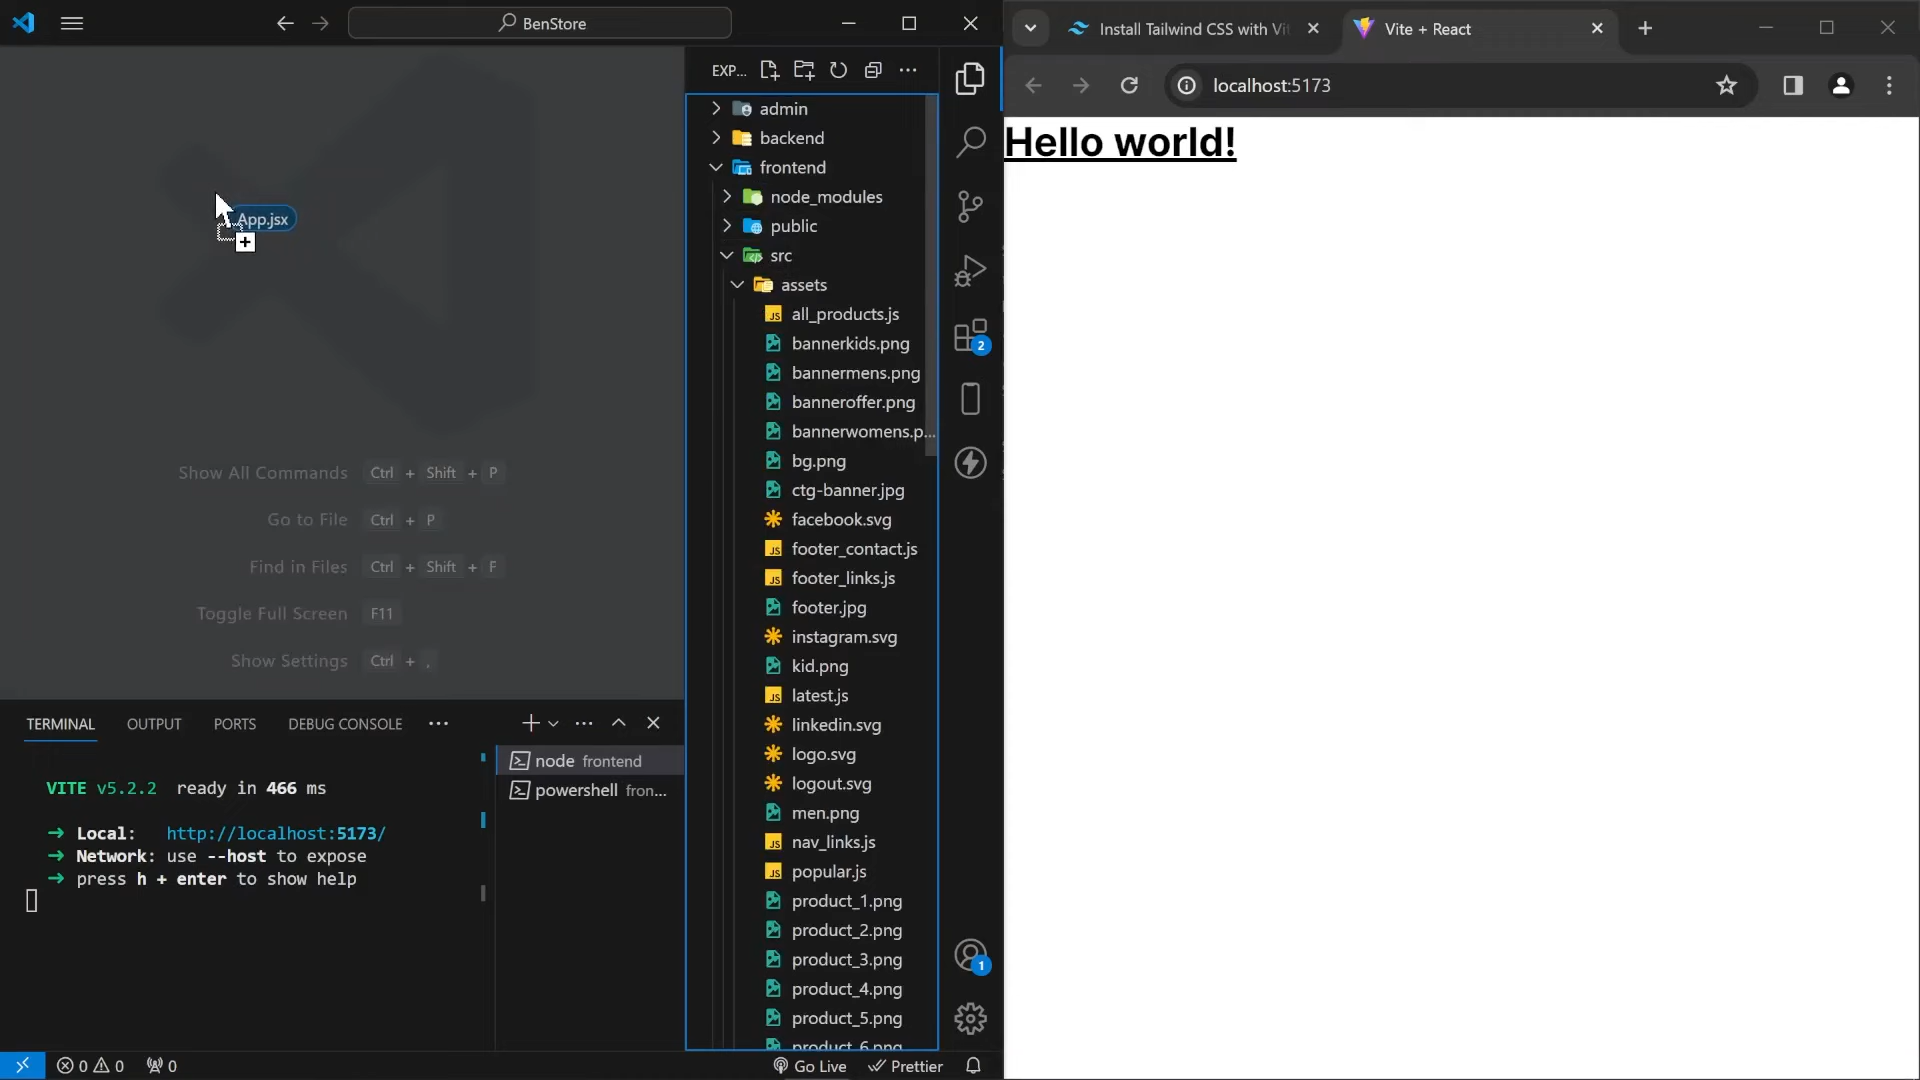 BenStore
App.jsx
Show All Commands Ctrl + Shift + P
Go to File Ctrl + P
Find in Files Ctrl + Shift + F
Toggle Full Screen F11
Show Settings Ctrl + ,
EXP...
admin
backend
frontend
node_modules
public
src
assets
all_products.js
bannerkids.png
bannermens.png
banneroffer.png
bannerwomens.p...
bg.png
ctg-banner.jpg
facebook.svg
footer_contact.js
footer_links.js
footer.jpg
instagram.svg
kid.png
latest.js
linkedin.svg
logo.svg
logout.svg
men.png
nav_links.js
popular.js
product_1.png
product_2.png
product_3.png
product_4.png
product_5.png
product_6.png
2
1
TERMINAL OUTPUT PORTS DEBUG CONSOLE
VITE v5.2.2 ready in 466 ms
➜ Local: http://localhost:5173/
➜ Network: use --host to expose
➜ press h + enter to show help
node frontend
powershell fron...
0 0 0
Go Live Prettier
Install Tailwind CSS with Vit
Vite + React
localhost:5173
Hello world!